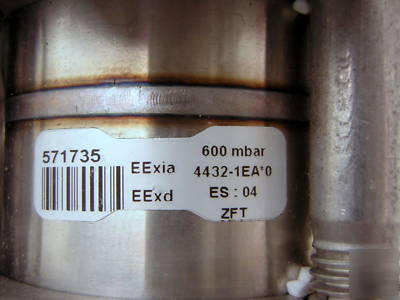 571735
EExia
EExd
600 mbar
4432-1EA*0
ES : 04
ZFT